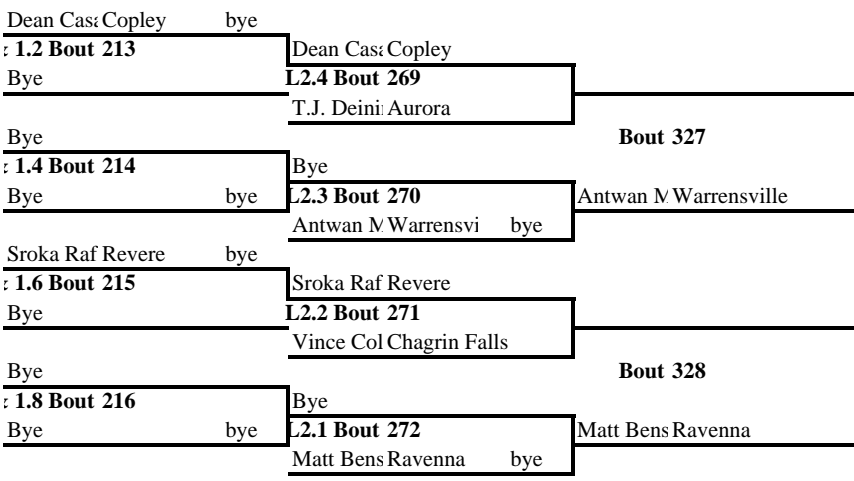 Dean Cas Copley bye
1.2 Bout 213 Dean Cas Copley
Bye L2.4 Bout 269
T.J. Deini Aurora
Bye Bout 327
1.4 Bout 214 Bye
Bye bye L2.3 Bout 270 Antwan M Warrensville
Antwan M Warrensvi bye
Sroka Raf Revere bye
1.6 Bout 215 Sroka Raf Revere
Bye L2.2 Bout 271
Vince Col Chagrin Falls
Bye Bout 328
1.8 Bout 216 Bye
Bye bye L2.1 Bout 272 Matt Bens Ravenna
Matt Bens Ravenna bye